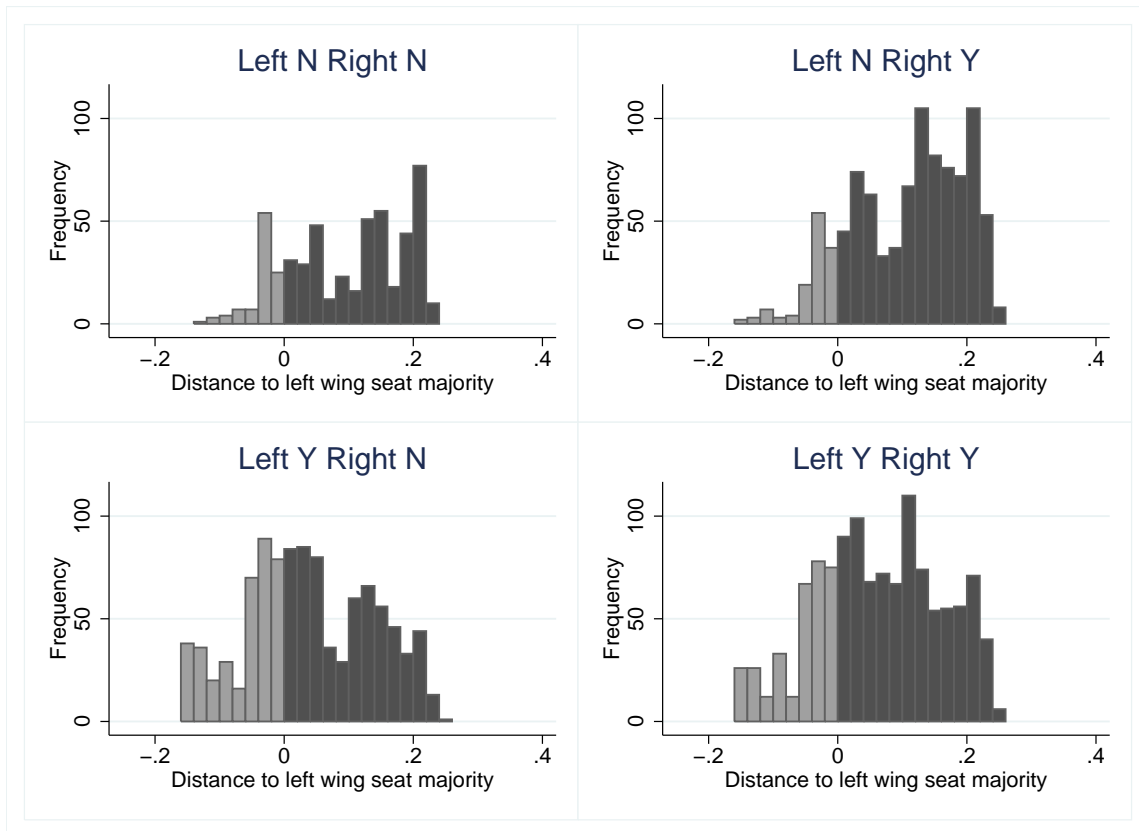 Left N Right N
100
50
0
Frequency
−.2 0 .2 .4
Distance to left wing seat majority
Left N Right Y
100
50
0
Frequency
−.2 0 .2 .4
Distance to left wing seat majority
Left Y Right N
100
50
0
Frequency
−.2 0 .2 .4
Distance to left wing seat majority
Left Y Right Y
100
50
0
Frequency
−.2 0 .2 .4
Distance to left wing seat majority